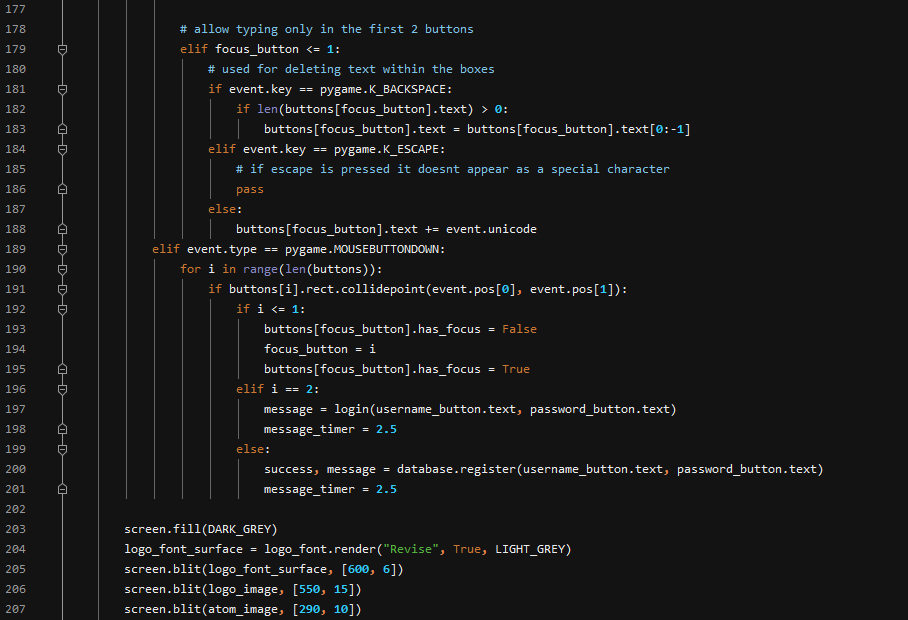 177
178 # allow typing only in the first 2 buttons
179 elif focus_button <= 1:
180 # used for deleting text within the boxes
181 if event.key == pygame.K_BACKSPACE:
182 if len(buttons[focus_button].text) > 0:
183 buttons[focus_button].text = buttons[focus_button].text[0:-1]
184 elif event.key == pygame.K_ESCAPE:
185 # if escape is pressed it doesnt appear as a special character
186 pass
187 else:
188 buttons[focus_button].text += event.unicode
189 elif event.type == pygame.MOUSEBUTTONDOWN:
190 for i in range(len(buttons)):
191 if buttons[i].rect.collidepoint(event.pos[0], event.pos[1]):
192 if i <= 1:
193 buttons[focus_button].has_focus = False
194 focus_button = i
195 buttons[focus_button].has_focus = True
196 elif i == 2:
197 message = login(username_button.text, password_button.text)
198 message_timer = 2.5
199 else:
200 success, message = database.register(username_button.text, password_button.text)
201 message_timer = 2.5
202
203 screen.fill(DARK_GREY)
204 logo_font_surface = logo_font.render("Revise", True, LIGHT_GREY)
205 screen.blit(logo_font_surface, [600, 6])
206 screen.blit(logo_image, [550, 15])
207 screen.blit(atom_image, [290, 10])